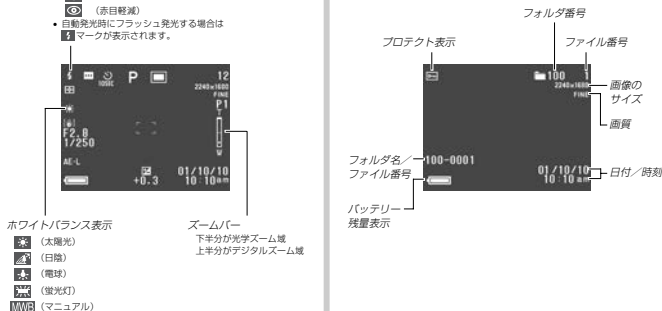 （赤目軽減）
• 自動発光時にフラッシュ発光する場合は
マークが表示されます。
10SEC
P
12
2240×1680
FINE
P1
T
F2.8
1/250
W
AE-L
+0.3
01/10/10
10:10am
ホワイトバランス表示
（太陽光）
（日陰）
（電球）
（蛍光灯）
MWB（マニュアル）
ズームバー
下半分が光学ズーム域
上半分がデジタルズーム域
フォルダ番号
プロテクト表示
ファイル番号
100
1
2240×1680
FINE
画像の
サイズ
画質
フォルダ名／
ファイル番号
100-0001
01/10/10
10:10am
日付／時刻
バッテリー
残量表示